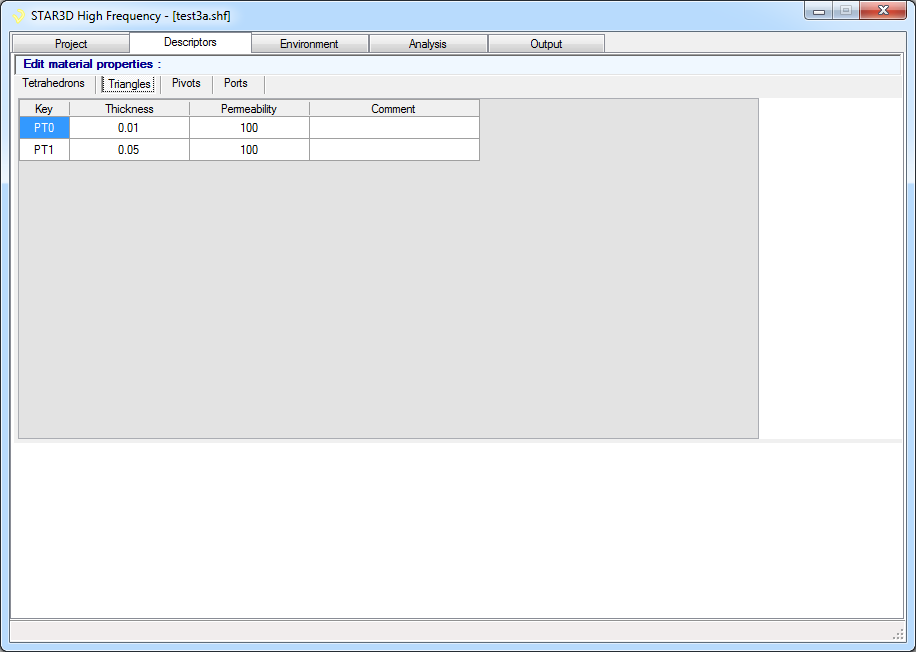 STAR3D High Frequency - [test3a.shf]
Project Descriptors Environment Analysis Output
Edit material properties :
Tetrahedrons Triangles Pivots Ports
Key Thickness Permeability Comment
PT0 0.01 100
PT1 0.05 100